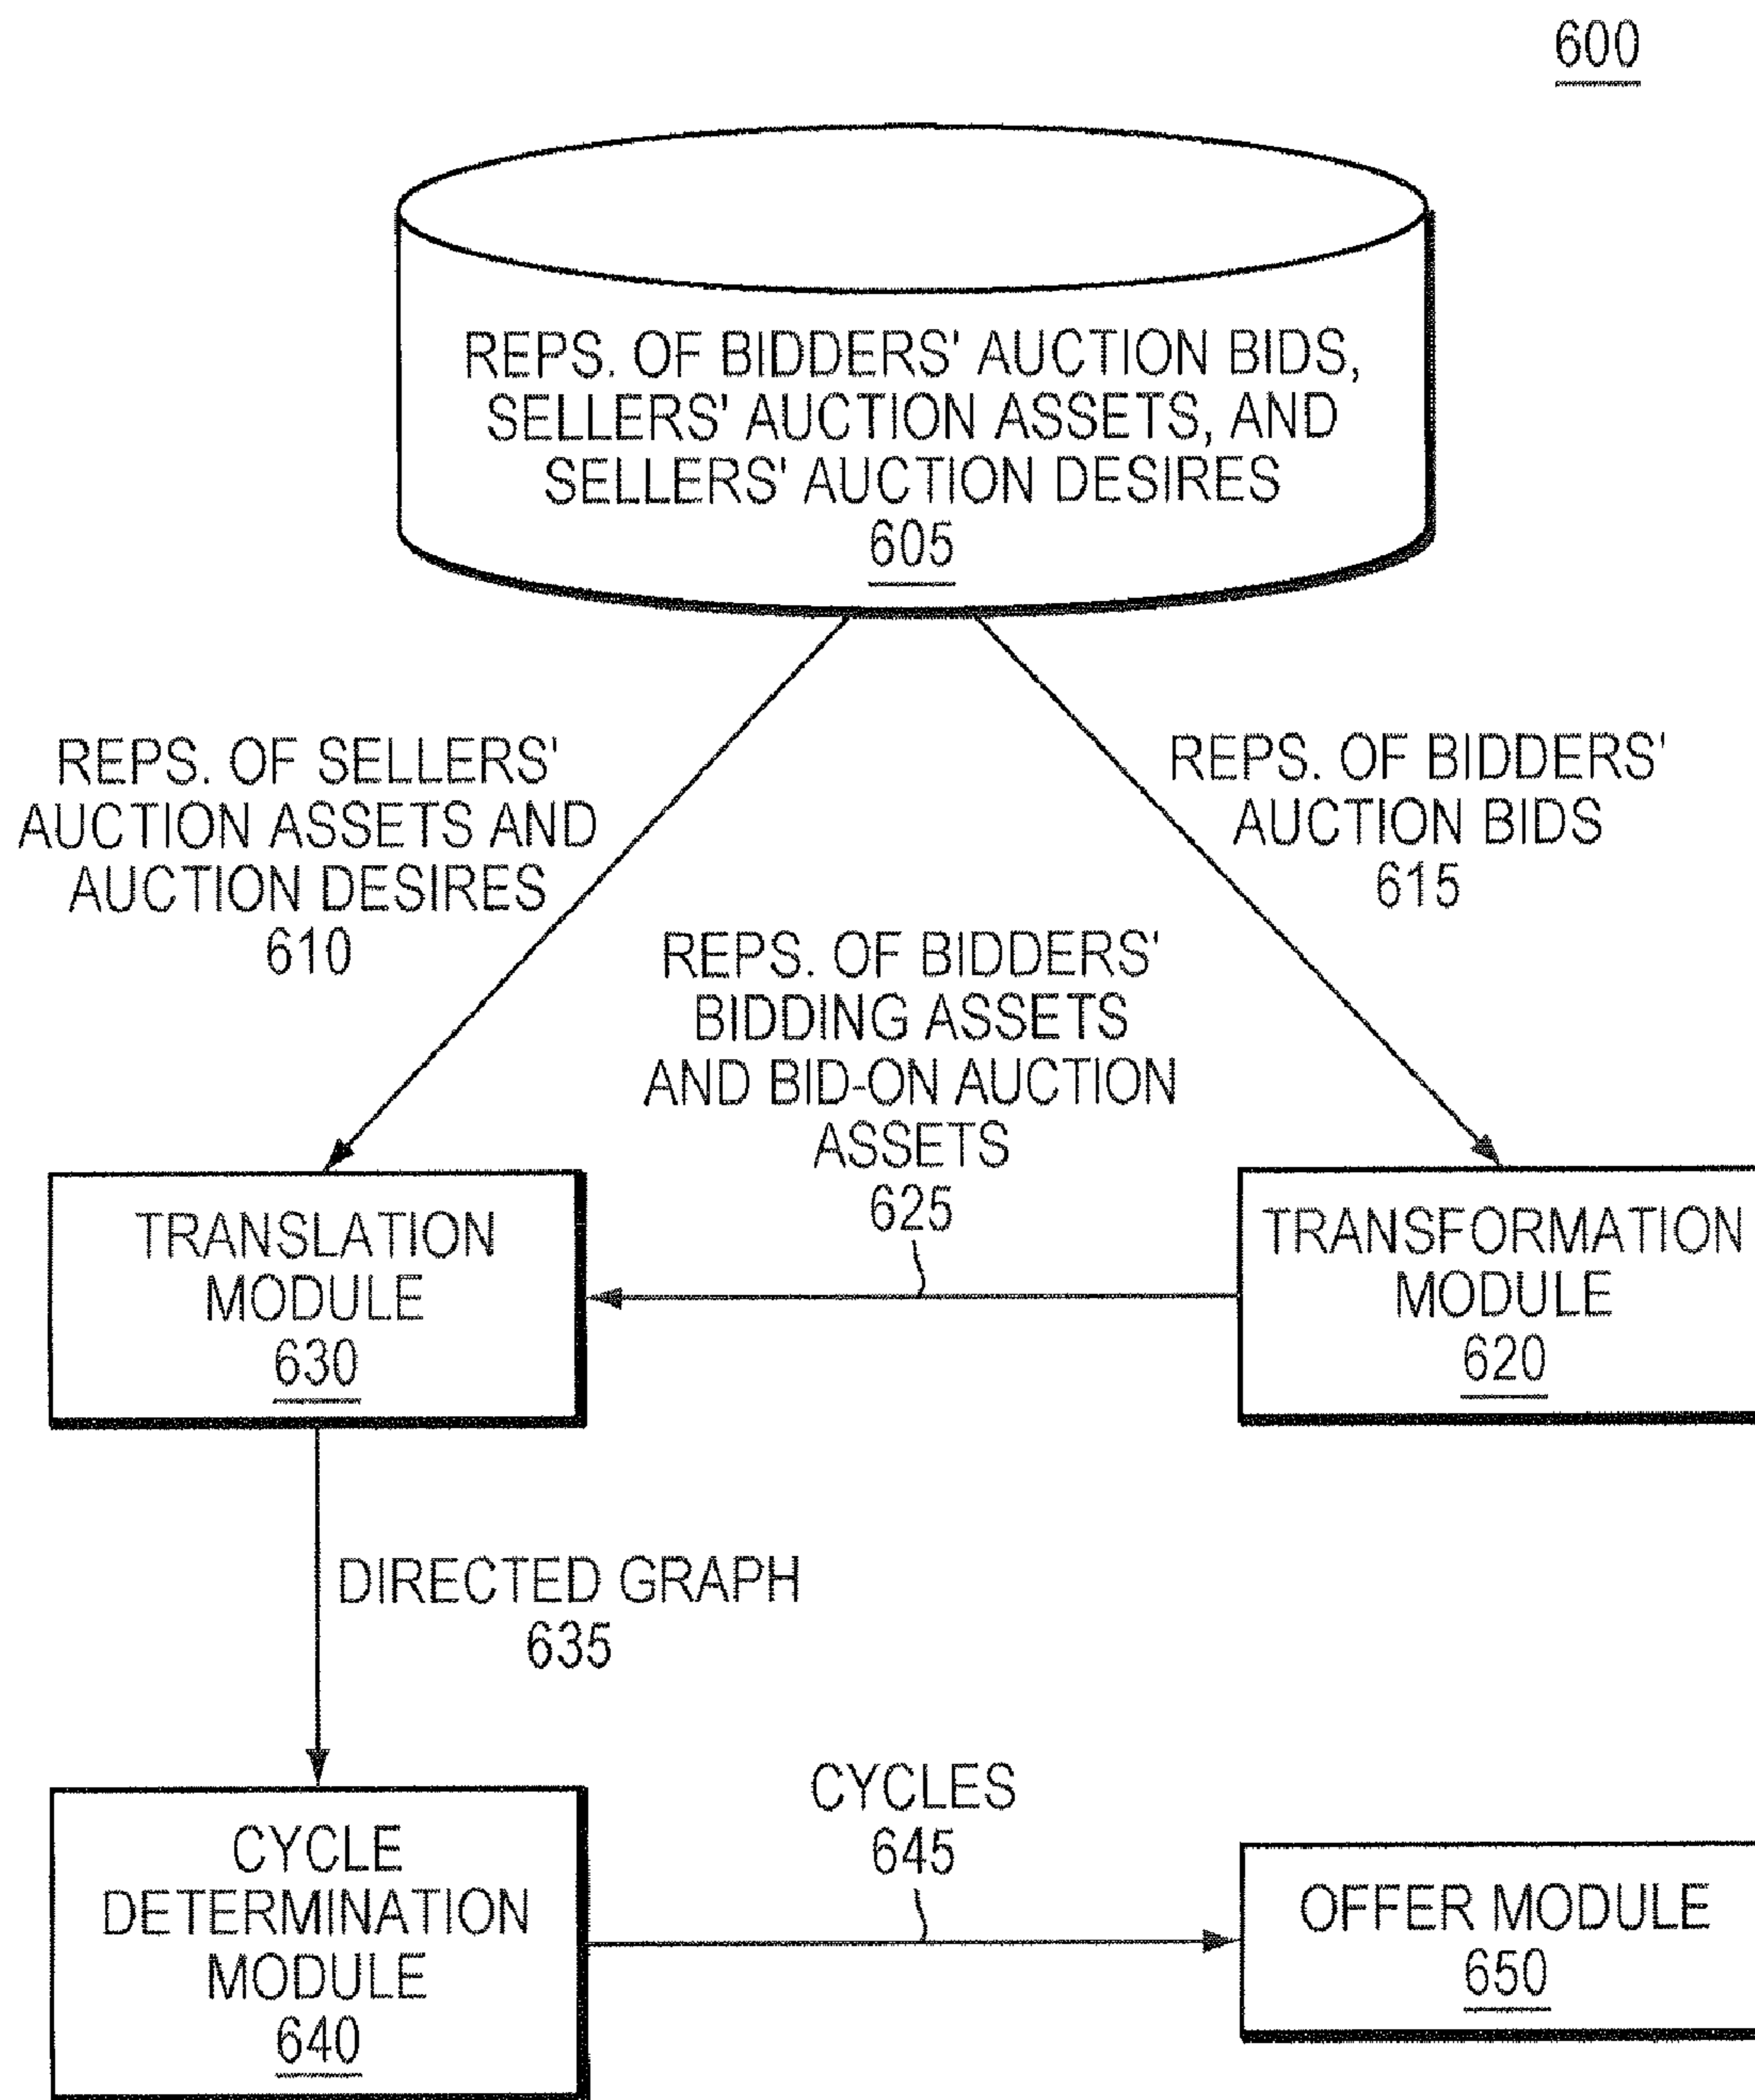 600
REPS. OF BIDDERS' AUCTION BIDS,
SELLERS' AUCTION ASSETS, AND
SELLERS' AUCTION DESIRES
605
REPS. OF SELLERS'
AUCTION ASSETS AND
AUCTION DESIRES
610
REPS. OF BIDDERS'
AUCTION BIDS
615
REPS. OF BIDDERS'
BIDDING ASSETS
AND BID-ON AUCTION
ASSETS
625
TRANSLATION
MODULE
630
TRANSFORMATION
MODULE
620
DIRECTED GRAPH
635
CYCLE
DETERMINATION
MODULE
640
CYCLES
645
OFFER MODULE
650